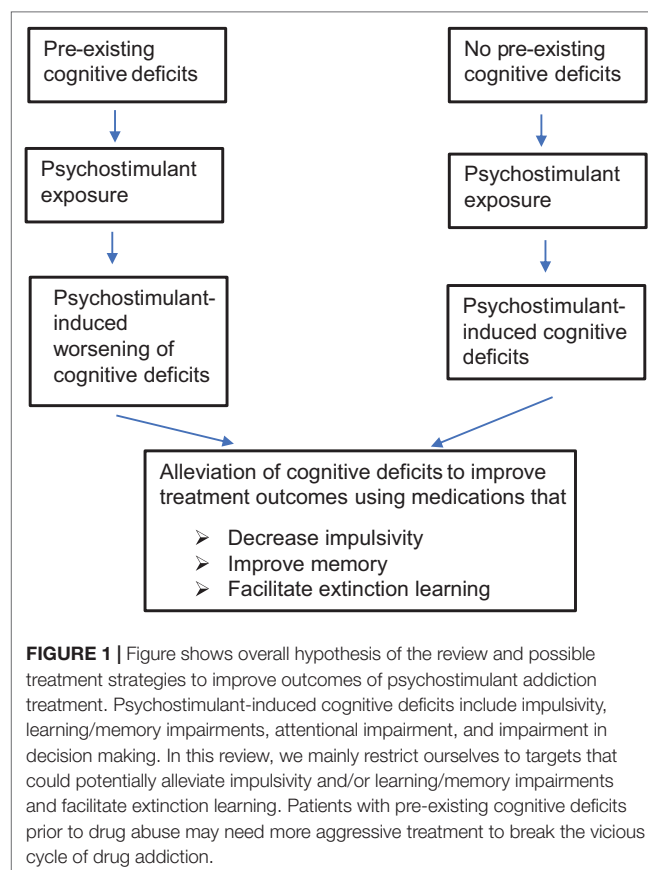 Pre-existing
cognitive deficits
No pre-existing
cognitive deficits
Psychostimulant
exposure
Psychostimulant
exposure
Psychostimulant-
induced
worsening of
cognitive deficits
Psychostimulant-
induced cognitive
deficits
Alleviation of cognitive deficits to improve
treatment outcomes using medications that
➢ Decrease impulsivity
➢ Improve memory
➢ Facilitate extinction learning
FIGURE 1 | Figure shows overall hypothesis of the review and possible
treatment strategies to improve outcomes of psychostimulant addiction
treatment. Psychostimulant-induced cognitive deficits include impulsivity,
learning/memory impairments, attentional impairment, and impairment in
decision making. In this review, we mainly restrict ourselves to targets that
could potentially alleviate impulsivity and/or learning/memory impairments
and facilitate extinction learning. Patients with pre-existing cognitive deficits
prior to drug abuse may need more aggressive treatment to break the vicious
cycle of drug addiction.